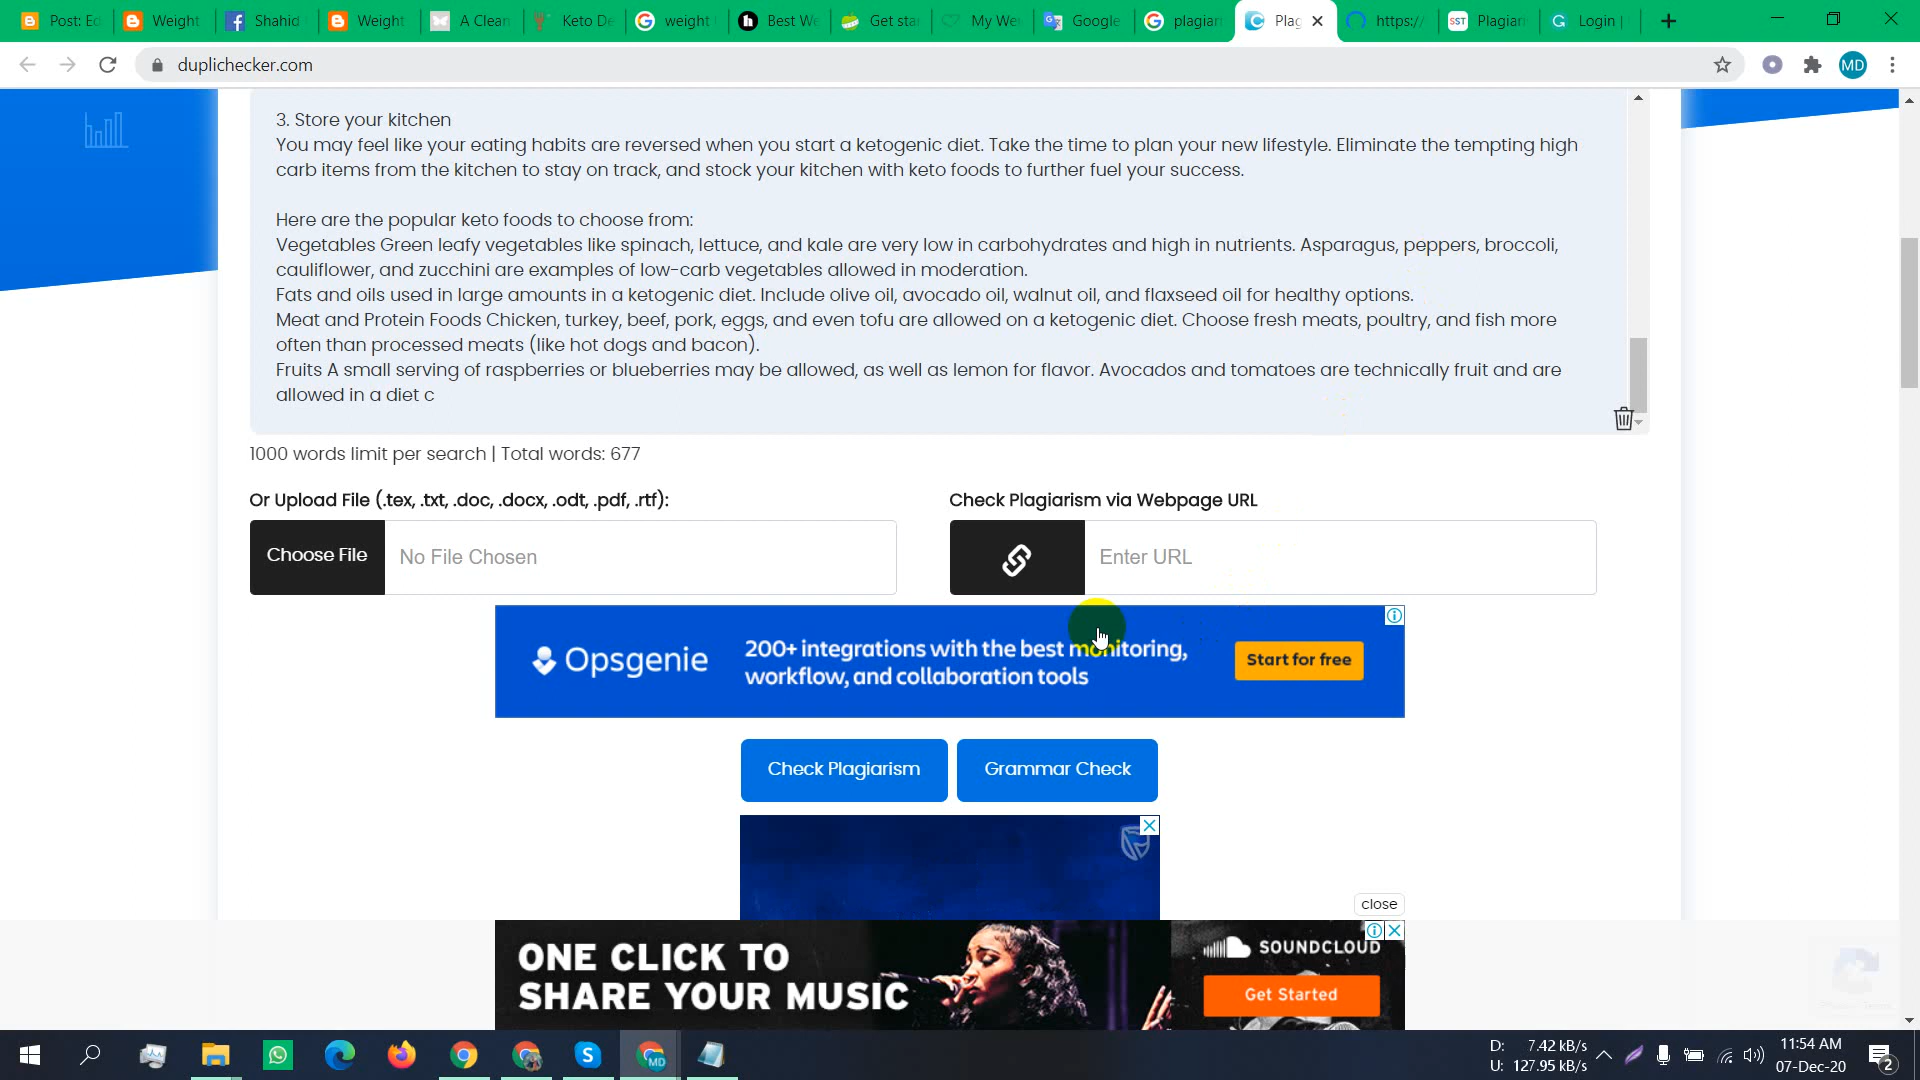 Post: Ed
Weight
Shahid
Weight
A Clean
Keto De
weight
Best We
Get star
My Wei
Google
plagiari
Plag
https://
SST
Plagiari
Login |
duplichecker.com
MD
3. Store your kitchen
You may feel like your eating habits are reversed when you start a ketogenic diet. Take the time to plan your new lifestyle. Eliminate the tempting high
carb items from the kitchen to stay on track, and stock your kitchen with keto foods to further fuel your success.
Here are the popular keto foods to choose from:
Vegetables Green leafy vegetables like spinach, lettuce, and kale are very low in carbohydrates and high in nutrients. Asparagus, peppers, broccoli,
cauliflower, and zucchini are examples of low-carb vegetables allowed in moderation.
Fats and oils used in large amounts in a ketogenic diet. Include olive oil, avocado oil, walnut oil, and flaxseed oil for healthy options.
Meat and Protein Foods Chicken, turkey, beef, pork, eggs, and even tofu are allowed on a ketogenic diet. Choose fresh meats, poultry, and fish more
often than processed meats (like hot dogs and bacon).
Fruits A small serving of raspberries or blueberries may be allowed, as well as lemon for flavor. Avocados and tomatoes are technically fruit and are
allowed in a diet c
1000 words limit per search | Total words: 677
Or Upload File (.tex, .txt, .doc, .docx, .odt, .pdf, .rtf):
Check Plagiarism via Webpage URL
Choose File
No File Chosen
Enter URL
Opsgenie
200+ integrations with the best monitoring,
workflow, and collaboration tools
Start for free
Check Plagiarism
Grammar Check
close
ONE CLICK TO
SHARE YOUR MUSIC
SOUNDCLOUD
Get Started
D: 7.42 kB/s
U: 127.95 kB/s
11:54 AM
07-Dec-20
2